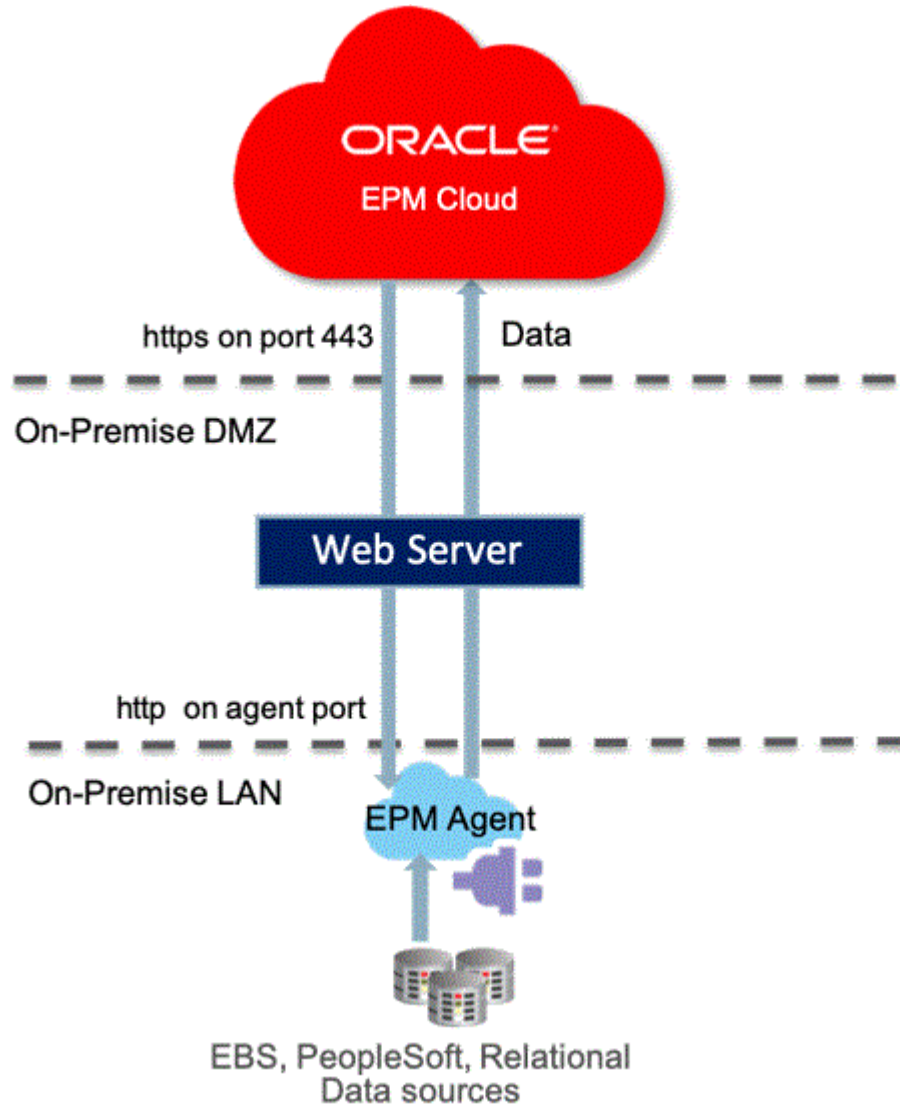 ORACLE®
EPM Cloud
https on port 443
Data
On-Premise DMZ
Web Server
http on agent port
On-Premise LAN
EPM Agent
EBS, PeopleSoft, Relational
Data sources